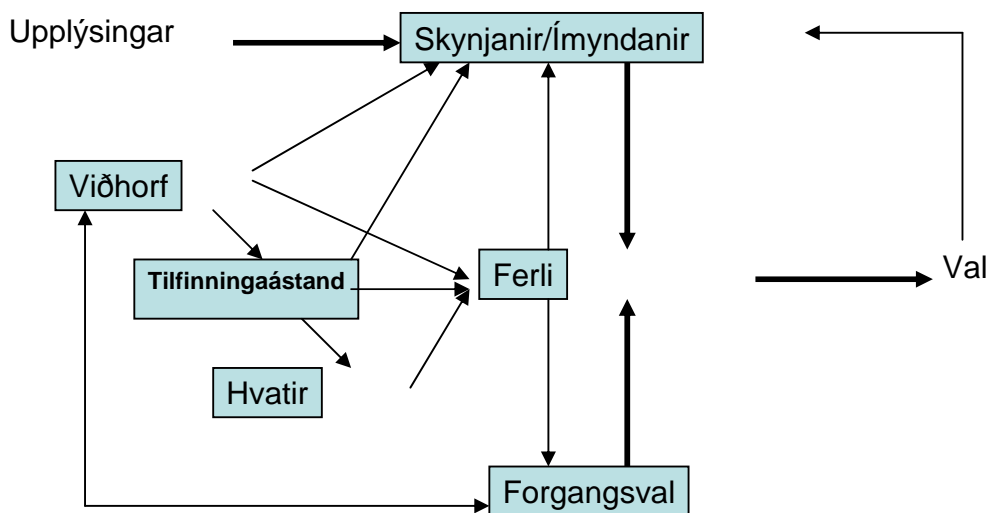 Upplýsingar
Skynjanir/Ímyndanir
Viðhorf
Tilfinningaástand
Ferli
Val
Hvatir
Forgangsval